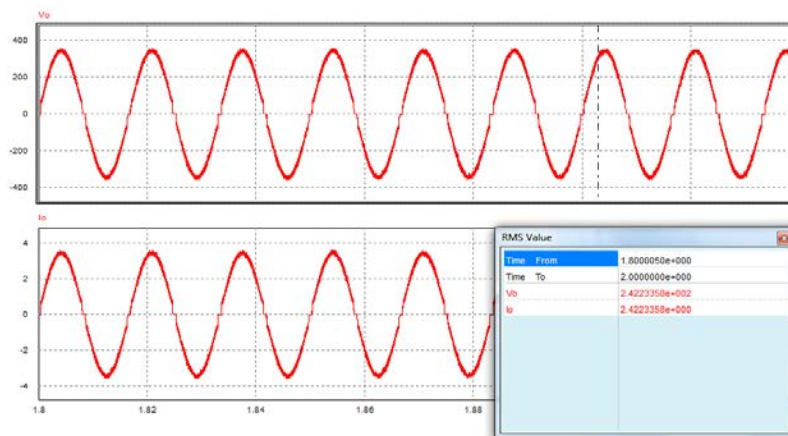 Vo
400
200
0
-200
-400
Io
4
2
0
-2
-4
1.8 1.82 1.84 1.86 1.88
RMS Value
Time From 1.8000050e+000
Time To 2.0000000e+000
Vo 2.4223358e+002
Io 2.4223358e+000